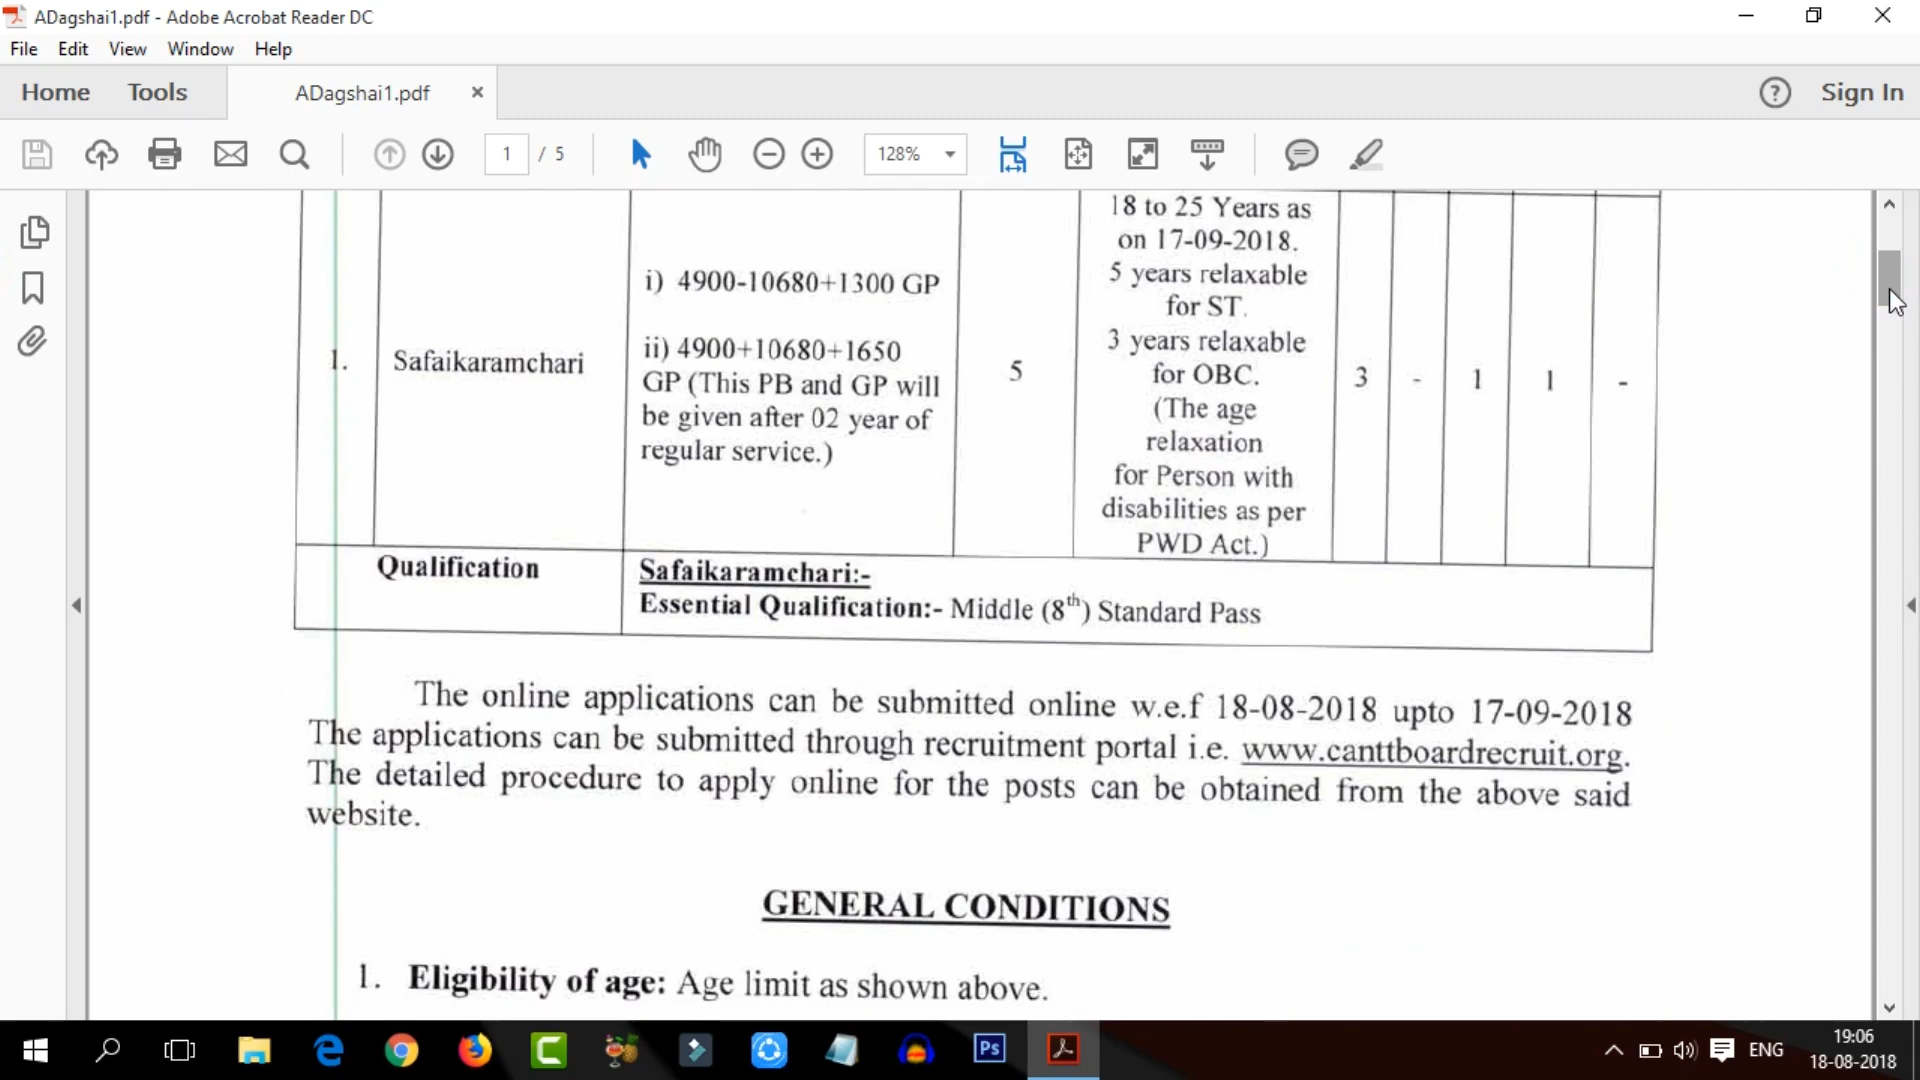 ADagshai1.pdf - Adobe Acrobat Reader DC
File Edit View Window Help
Home Tools ADagshai1.pdf × ? Sign In
1 / 5 128%
1.
Safaikaramchari
i) 4900-10680+1300 GP
ii) 4900+10680+1650
GP (This PB and GP will
be given after 02 year of
regular service.)
5
18 to 25 Years as
on 17-09-2018.
5 years relaxable
for ST.
3 years relaxable
for OBC.
(The age
relaxation
for Person with
disabilities as per
PWD Act.)
3 - 1 1 -
Qualification
Safaikaramchari:-
Essential Qualification:- Middle (8th) Standard Pass
The online applications can be submitted online w.e.f 18-08-2018 upto 17-09-2018
The applications can be submitted through recruitment portal i.e. www.canttboardrecruit.org.
The detailed procedure to apply online for the posts can be obtained from the above said
website.
GENERAL CONDITIONS
1. Eligibility of age: Age limit as shown above.
Ps
ENG
19:06
18-08-2018